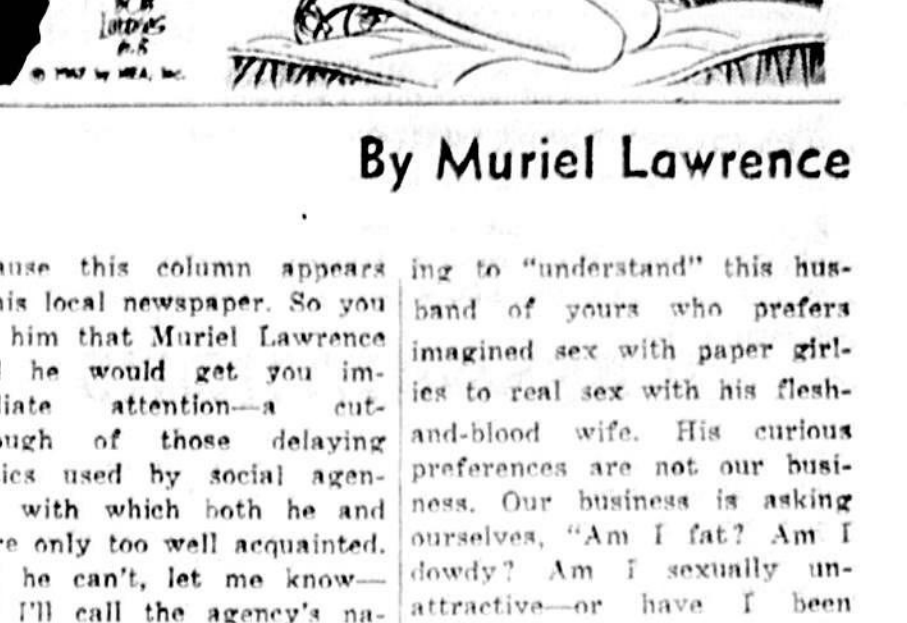 © 1967 by NEA, Inc.
By Muriel Lawrence
this column appears
local newspaper. So you
him that Muriel Lawrence
he would get you im-
attention—a cut-
of those delaying
used by social agen-
with which both he and
only too well acquainted.
he can't, let me know—
I'll call the agency's na-
ing to "understand" this hus-
band of yours who prefers
imagined sex with paper girl-
ies to real sex with his flesh-
and-blood wife. His curious
preferences are not our busi-
ness. Our business is asking
ourselves, "Am I fat? Am I
dowdy? Am I sexually un-
attractive—or have I been